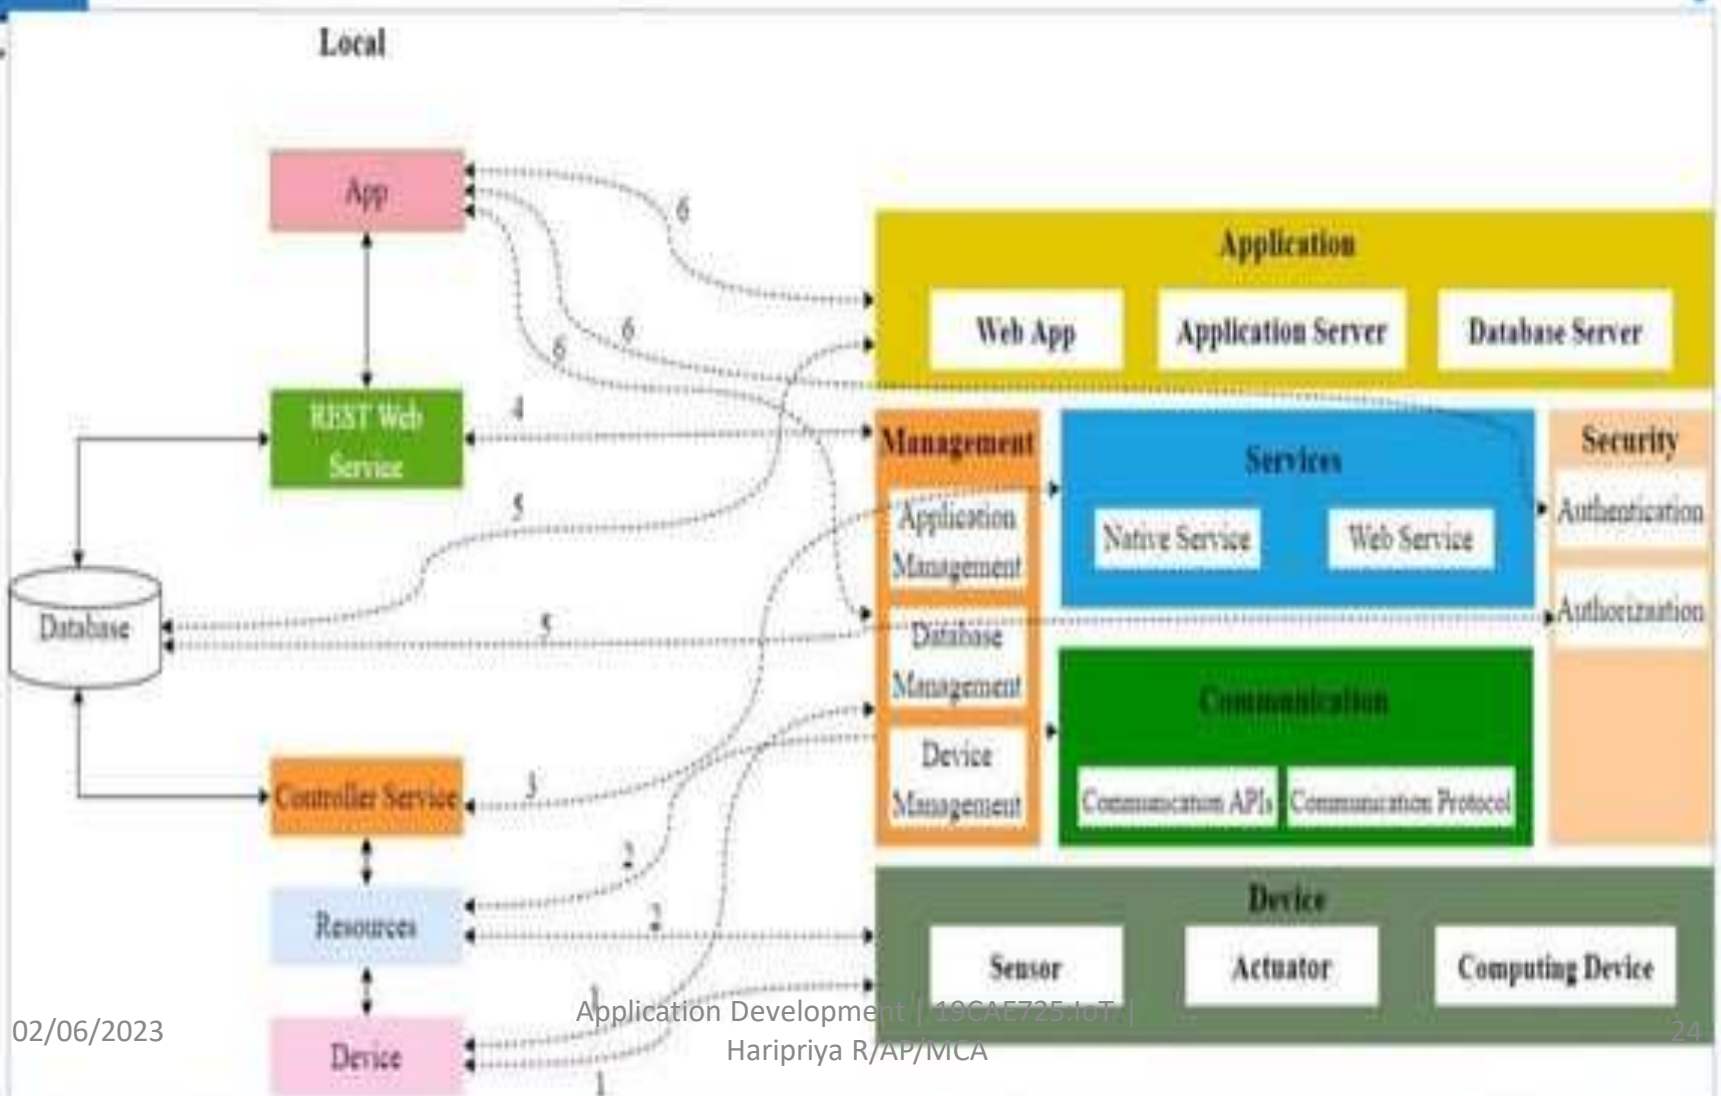 Local
App
6
Application
Web App
Application Server
Database Server
6
6
REST Web
Service
4
Management
Services
Security
Application
Management
Native Service
Web Service
Authentication
5
Database
5
Database
Management
Authorizaation
Communication
Device
Management
Communication APIs
Communication Protocol
Controller Service
3
2
Resources
2
Device
Sensor
Actuator
Computing Device
1
Device
1
02/06/2023
Application Development | 19CAE725.IoT |
Haripriya R/AP/MCA
24